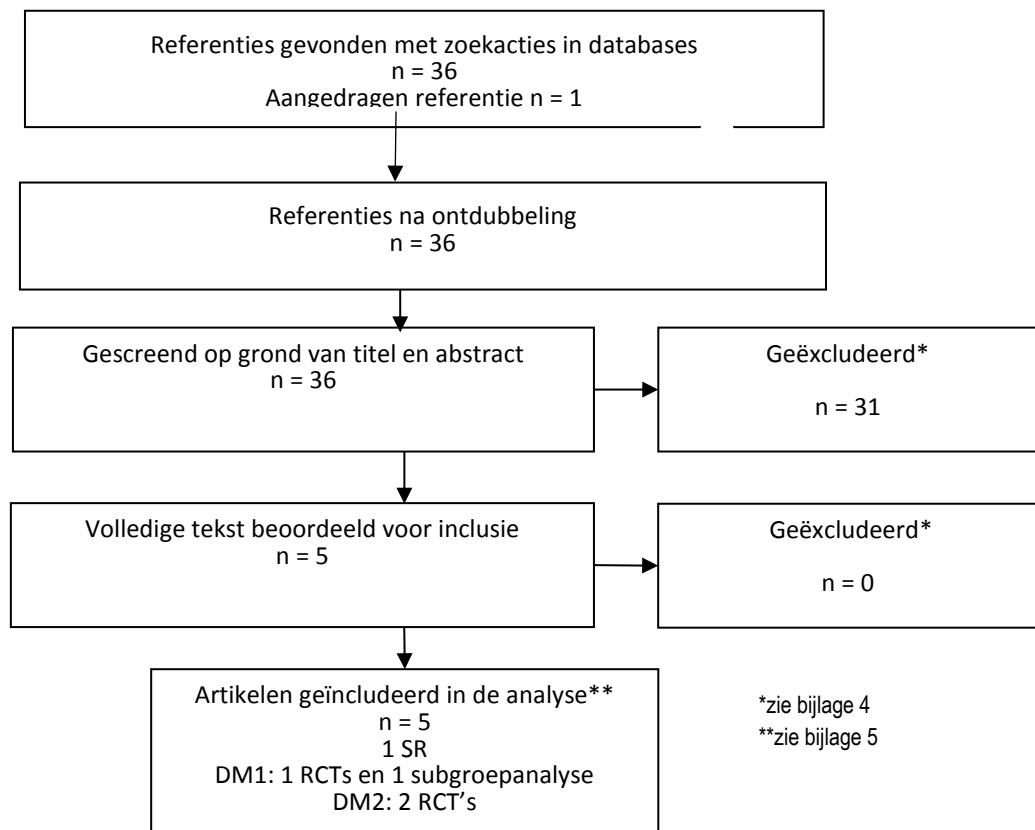 Referenties gevonden met zoekacties in databases
n = 36
Aangedragen referentie n = 1
Referenties na ontdubbeling
n = 36
Gescreend op grond van titel en abstract
n = 36
Geëxcludeerd*
n = 31
Volledige tekst beoordeeld voor inclusie
n = 5
Geëxcludeerd*
n = 0
Artikelen geïncludeerd in de analyse**
n = 5
1 SR
DM1: 1 RCTs en 1 subgroepanalyse
DM2: 2 RCT’s
*zie bijlage 4
**zie bijlage 5